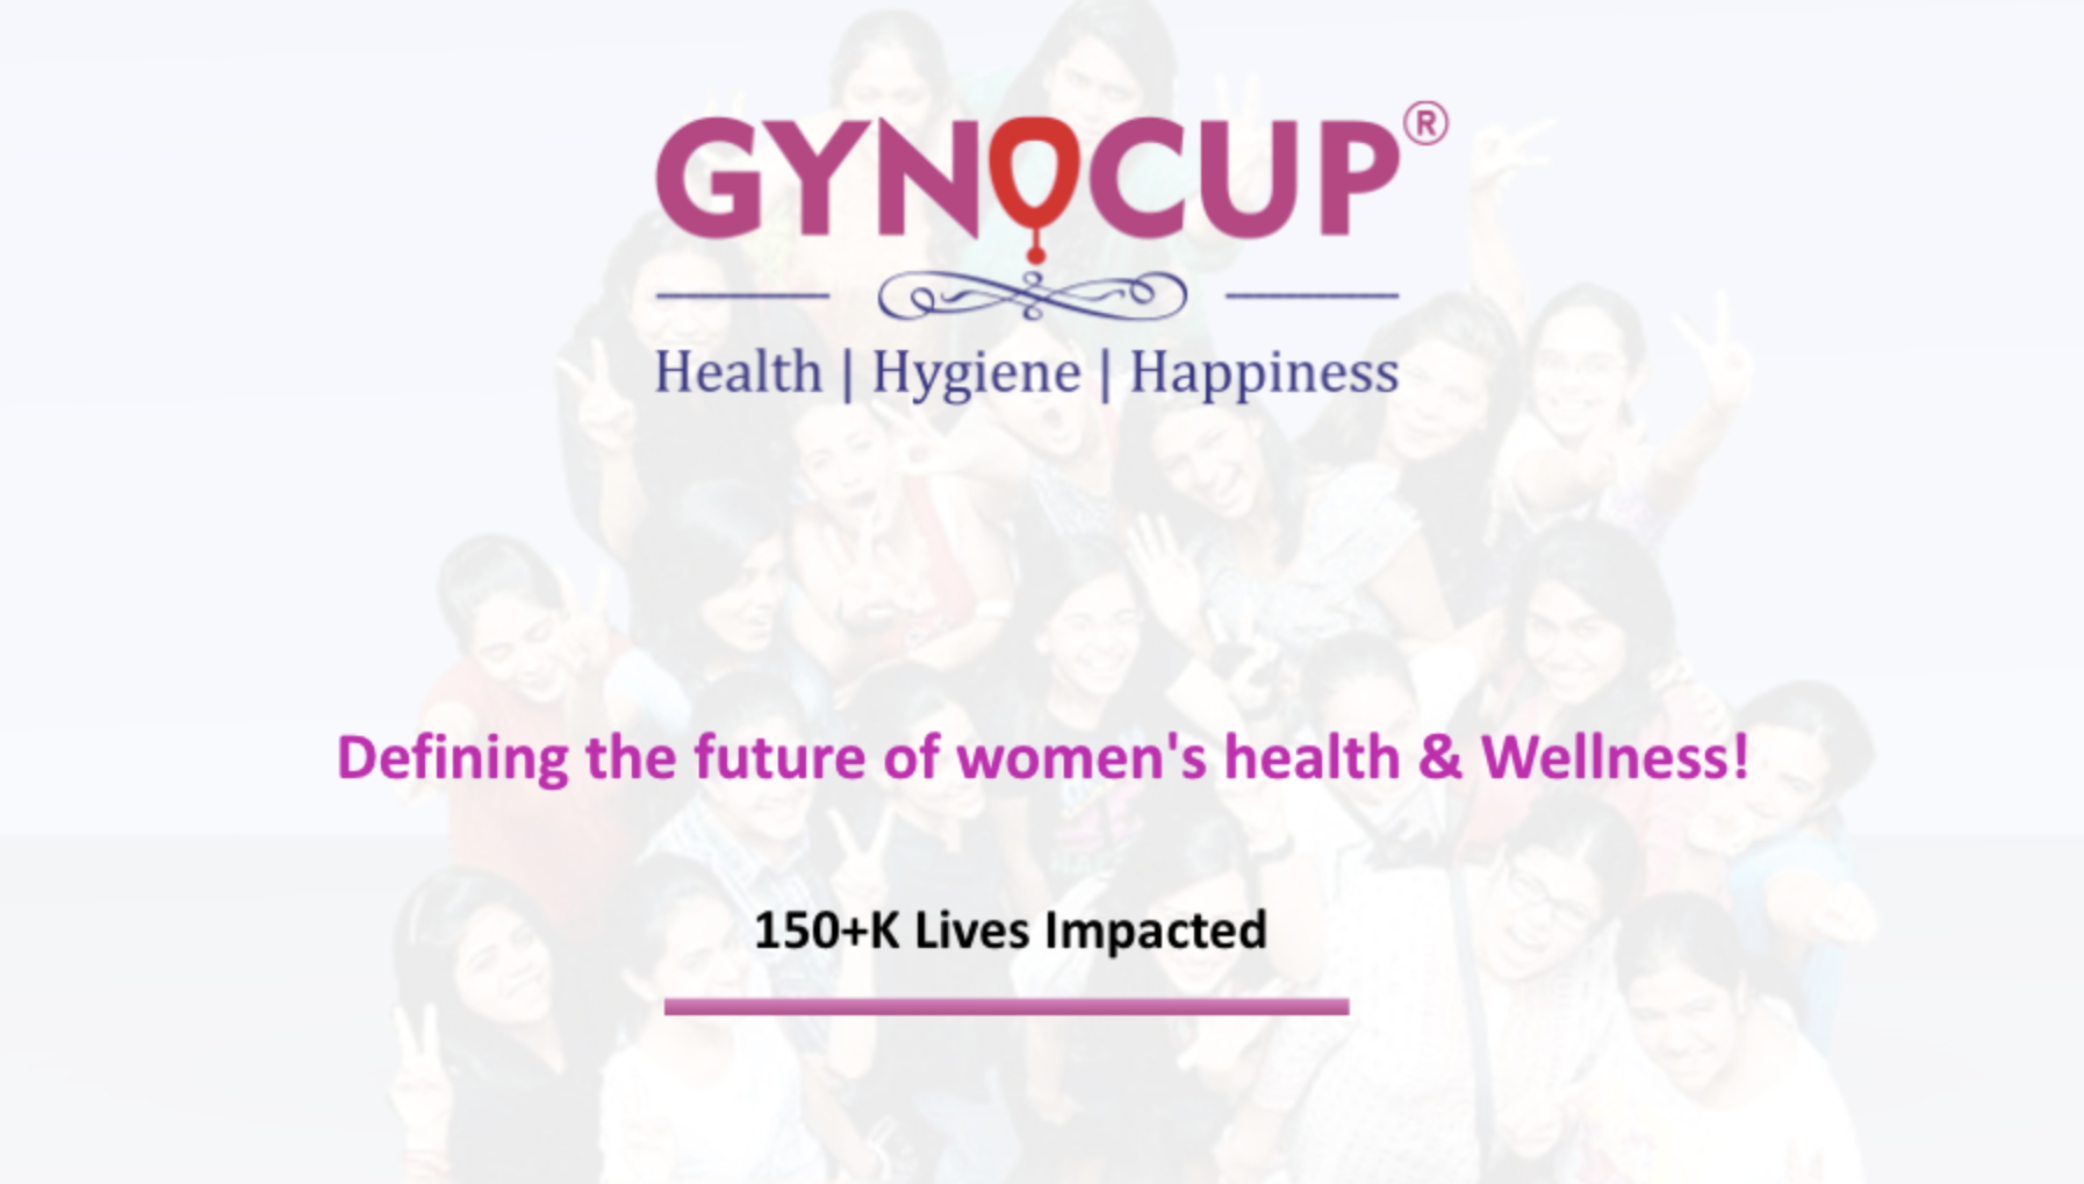 GYNOCUP®
Health | Hygiene | Happiness
Defining the future of women's health & Wellness!
150+K Lives Impacted